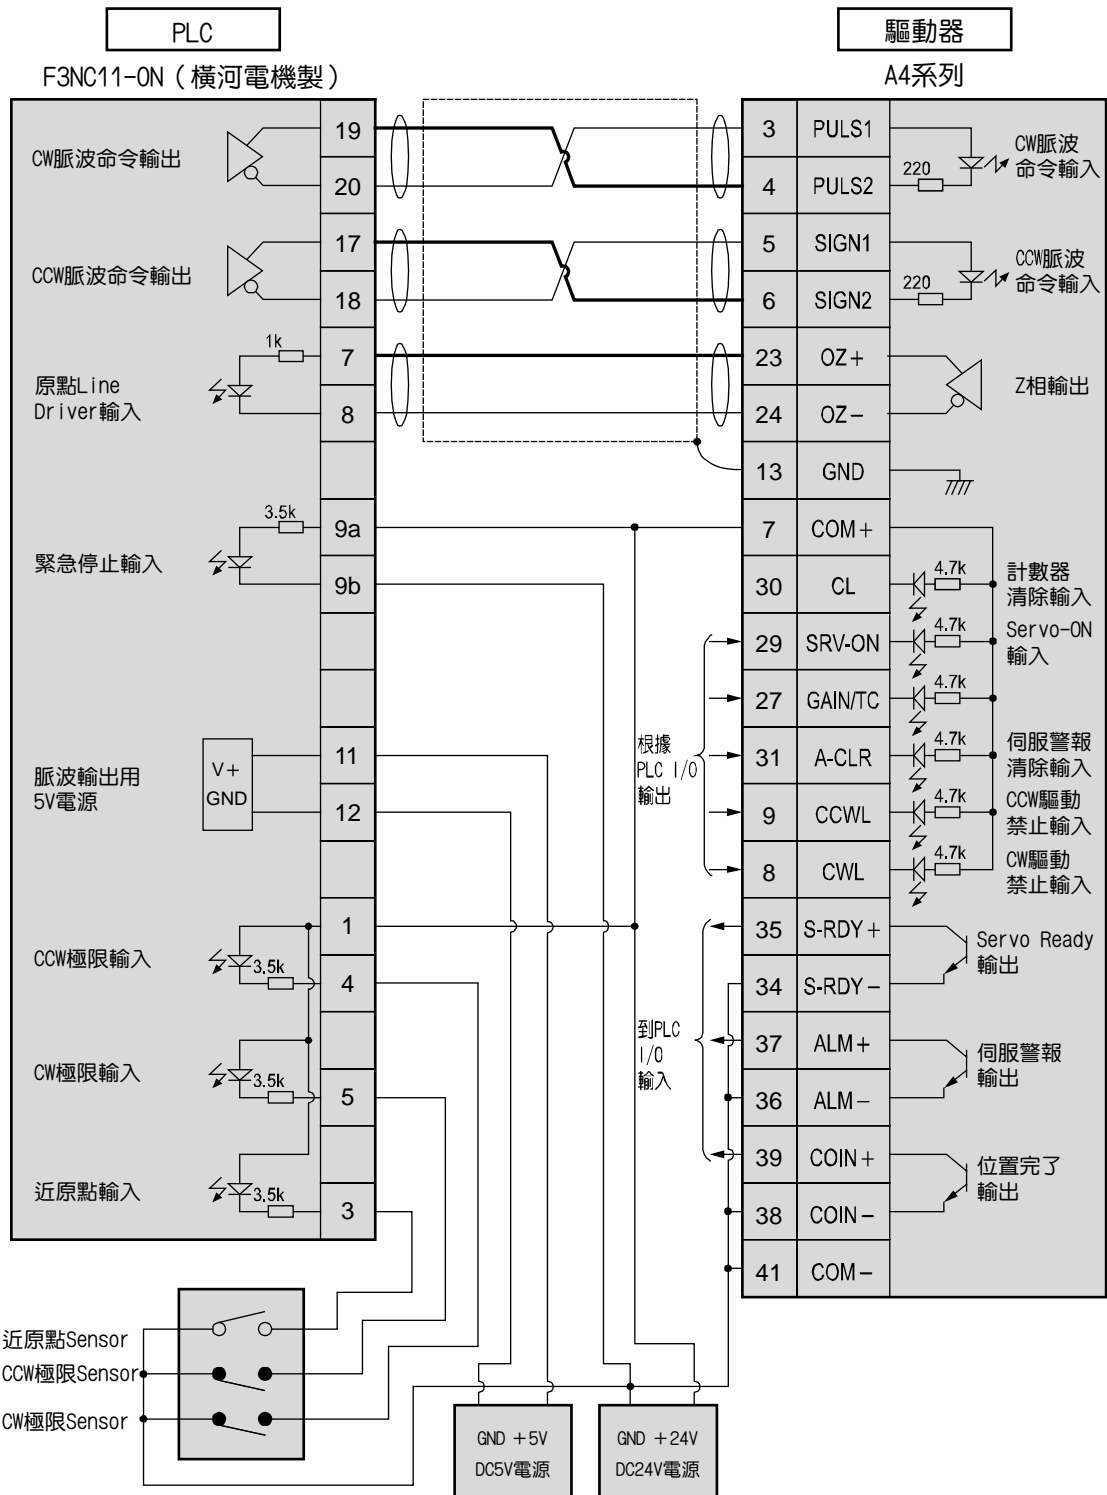 PLC
驅動器
F3NC11-0N（橫河電機製）
A4系列
CW脈波命令輸出
19
20
3
PULS1
4
PULS2
220
CW脈波
命令輸入
CCW脈波命令輸出
17
18
5
SIGN1
6
SIGN2
220
CCW脈波
命令輸入
原點Line
Driver輸入
1k
7
8
23
OZ+
24
OZ−
Z相輸出
13
GND
緊急停止輸入
3.5k
9a
9b
7
COM+
30
CL
4.7k
計數器
清除輸入
29
SRV-ON
4.7k
Servo-ON
輸入
27
GAIN/TC
4.7k
根據
PLC I/O
輸出
脈波輸出用
5V電源
V+
GND
11
12
31
A-CLR
4.7k
伺服警報
清除輸入
9
CCWL
4.7k
CCW驅動
禁止輸入
8
CWL
4.7k
CW驅動
禁止輸入
CCW極限輸入
3.5k
1
4
35
S-RDY+
34
S-RDY−
Servo Ready
輸出
到PLC
I/O
輸入
CW極限輸入
3.5k
5
37
ALM+
36
ALM−
伺服警報
輸出
近原點輸入
3.5k
3
39
COIN+
38
COIN−
位置完了
輸出
41
COM−
近原點Sensor
CCW極限Sensor
CW極限Sensor
GND +5V
DC5V電源
GND +24V
DC24V電源